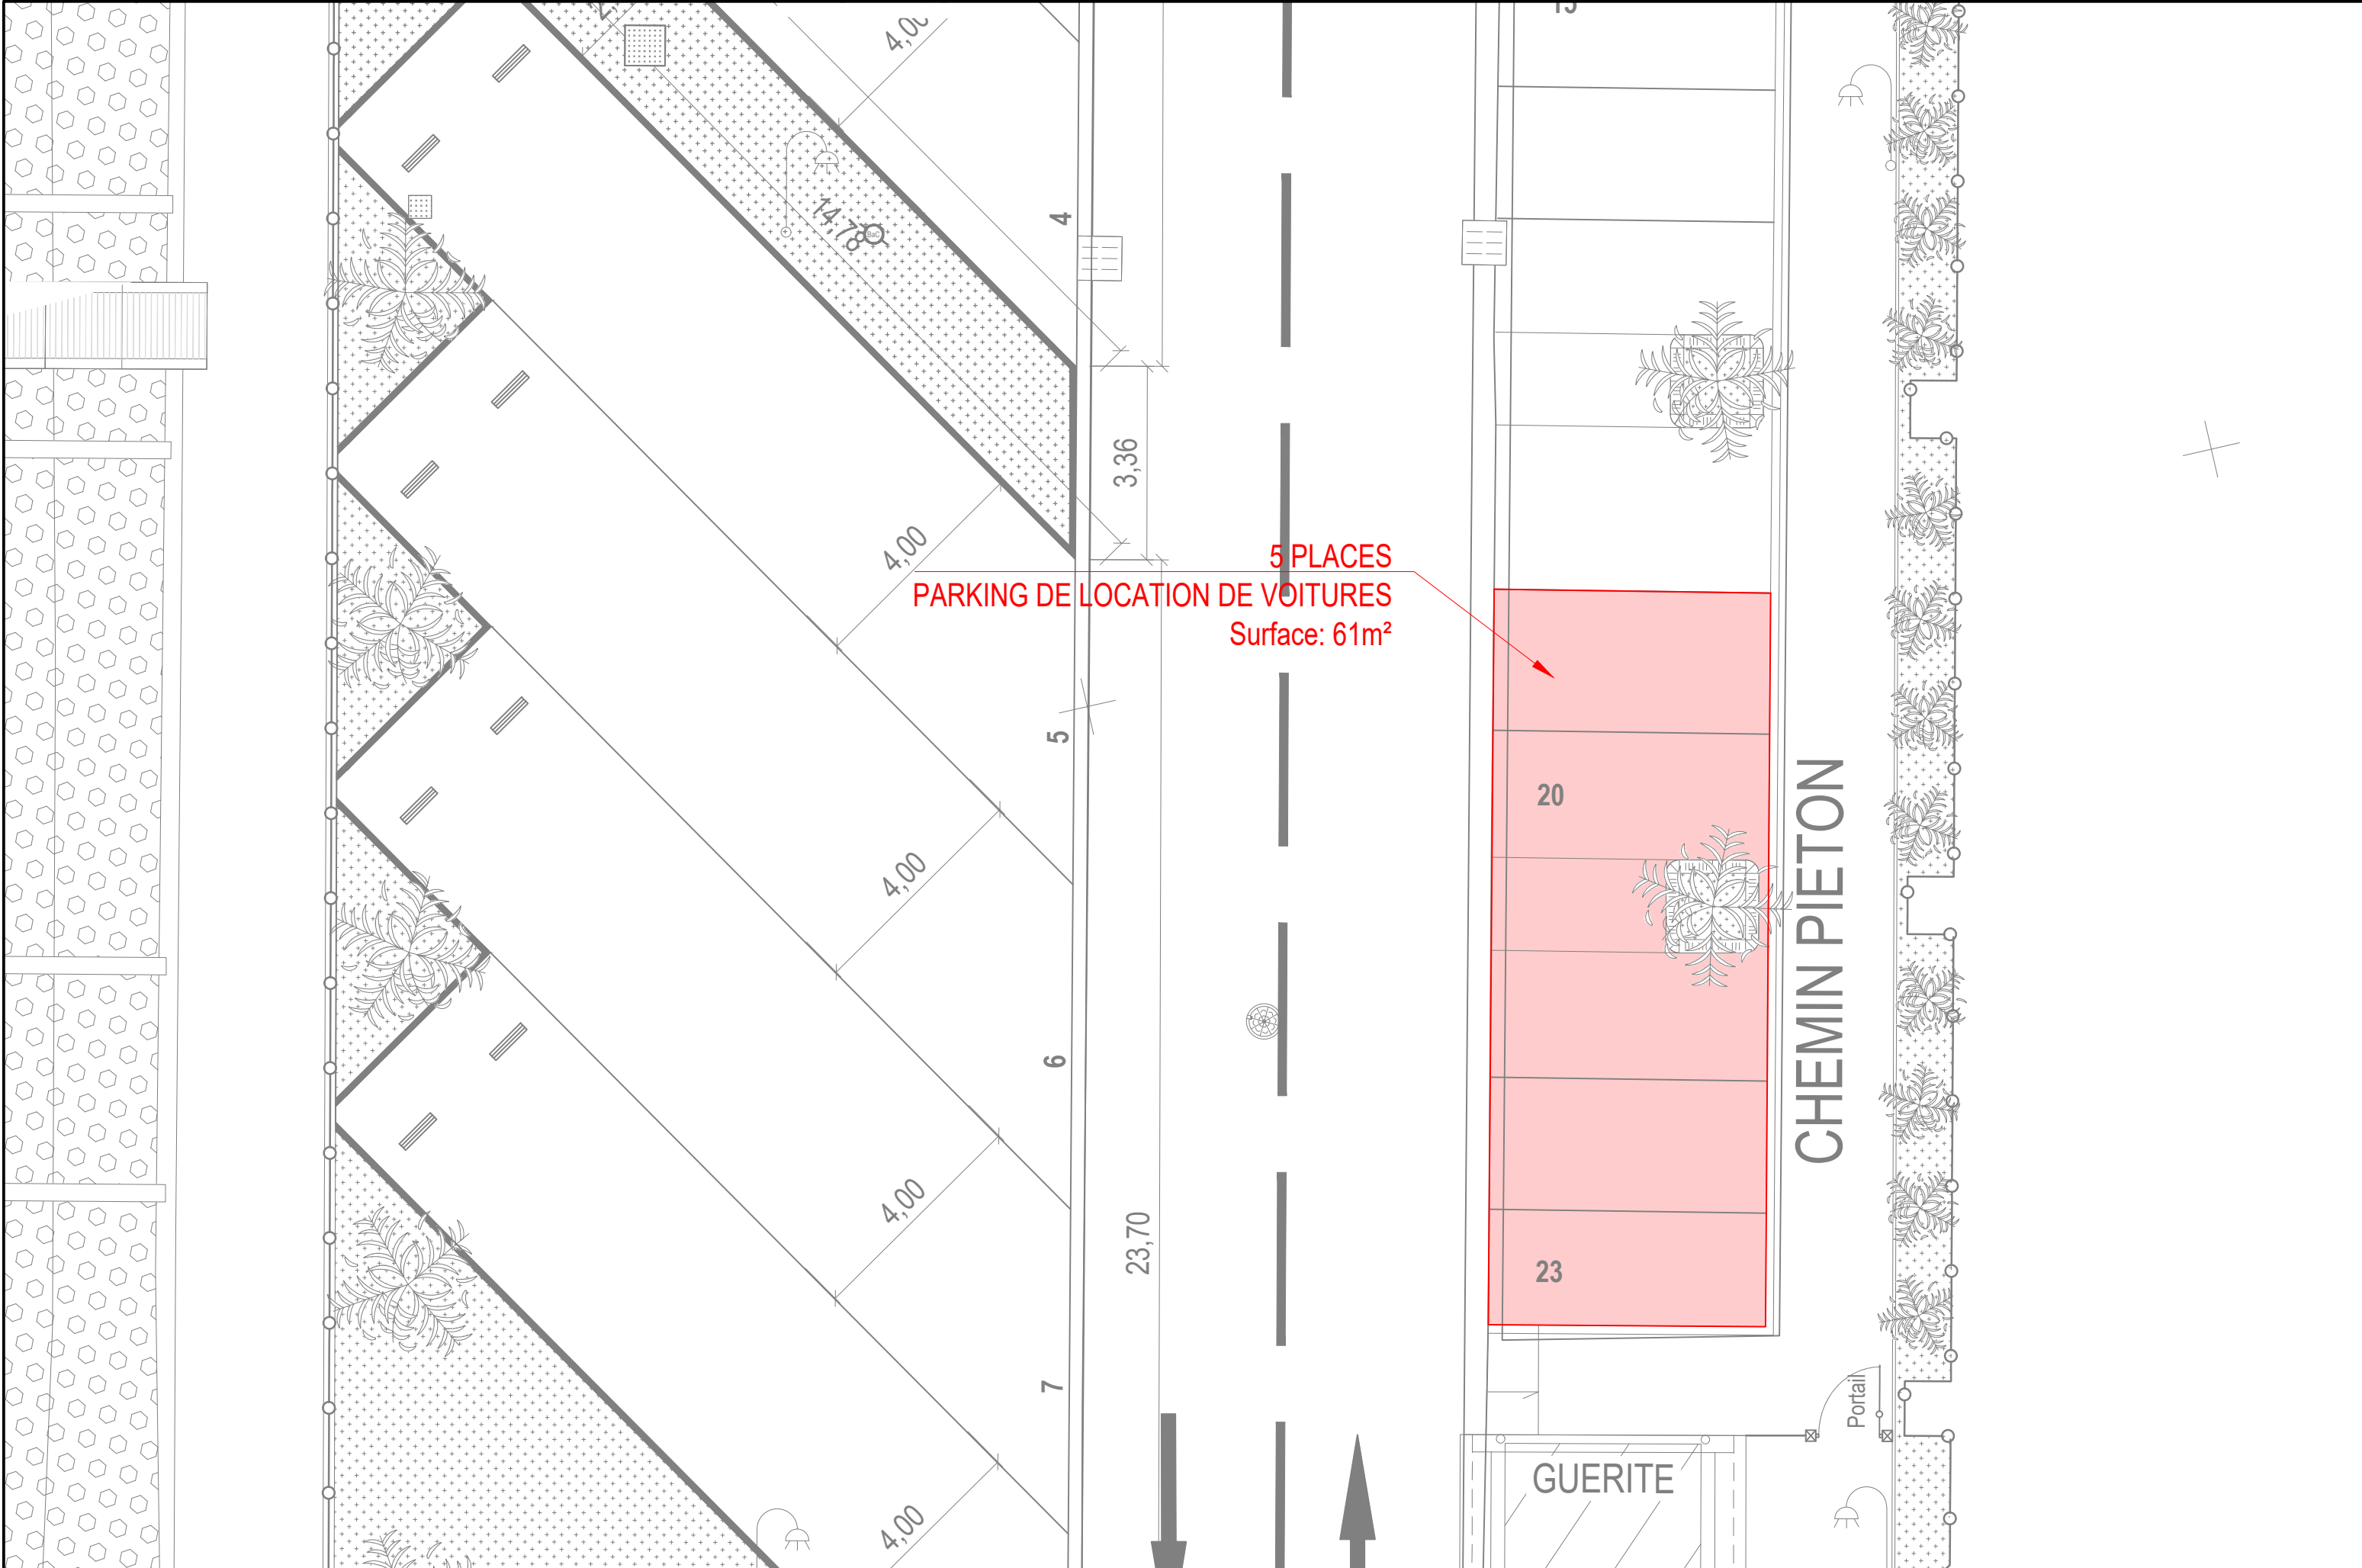 4,00
14,78
BaC
4
3,36
4,00
5 PLACES
PARKING DE LOCATION DE VOITURES
Surface: 61m²
5
20
4,00
CHEMIN PIETON
6
4,00
23,70
23
7
Portail
GUERITE
4,00